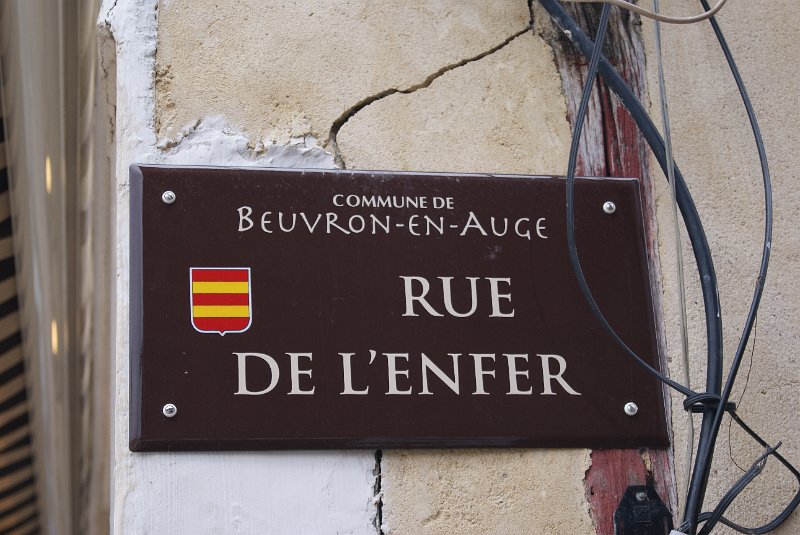 COMMUNE DE
BEUVRON-EN-AUGE
RUE
DE L'ENFER